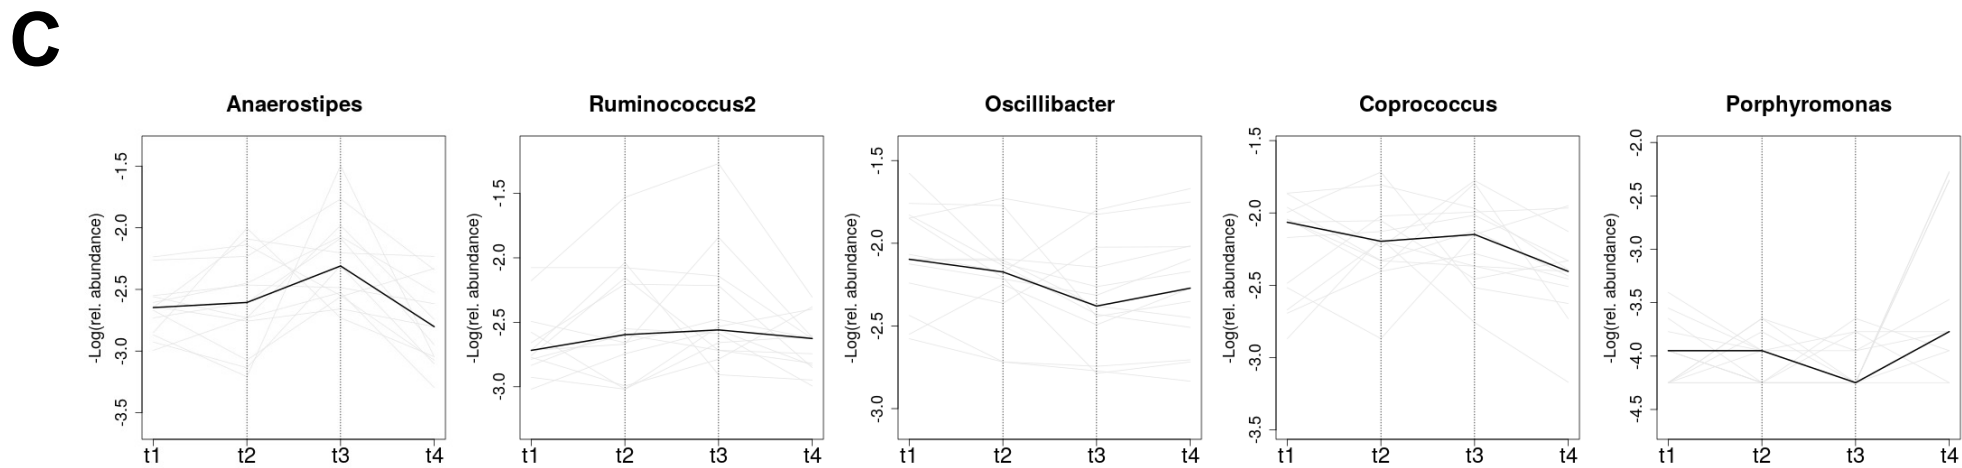 C
Anaerostipes
-Log(rel. abundance)
-1.5
-2.0
-2.5
-3.0
-3.5
t1 t2 t3 t4
Ruminococcus2
-Log(rel. abundance)
-1.5
-2.0
-2.5
-3.0
t1 t2 t3 t4
Oscillibacter
-Log(rel. abundance)
-1.5
-2.0
-2.5
-3.0
t1 t2 t3 t4
Coprococcus
-Log(rel. abundance)
-1.5
-2.0
-2.5
-3.0
-3.5
t1 t2 t3 t4
Porphyromonas
-Log(rel. abundance)
-2.0
-2.5
-3.0
-3.5
-4.0
-4.5
t1 t2 t3 t4